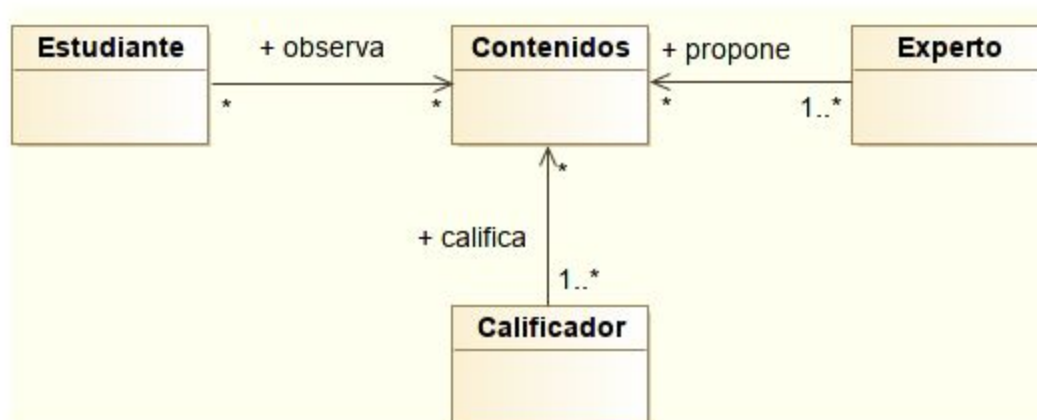 Estudiante
+ observa
*
*
Contenidos
+ propone
*
1..*
Experto
*
+ califica
1..*
Calificador